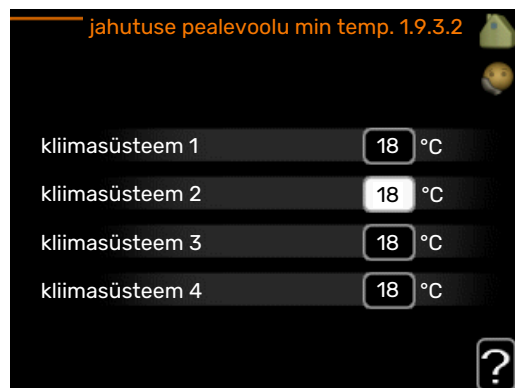 jahutuse pealevoolu min temp. 1.9.3.2
kliimasüsteem 1 18 °C
kliimasüsteem 2 18 °C
kliimasüsteem 3 18 °C
kliimasüsteem 4 18 °C
?